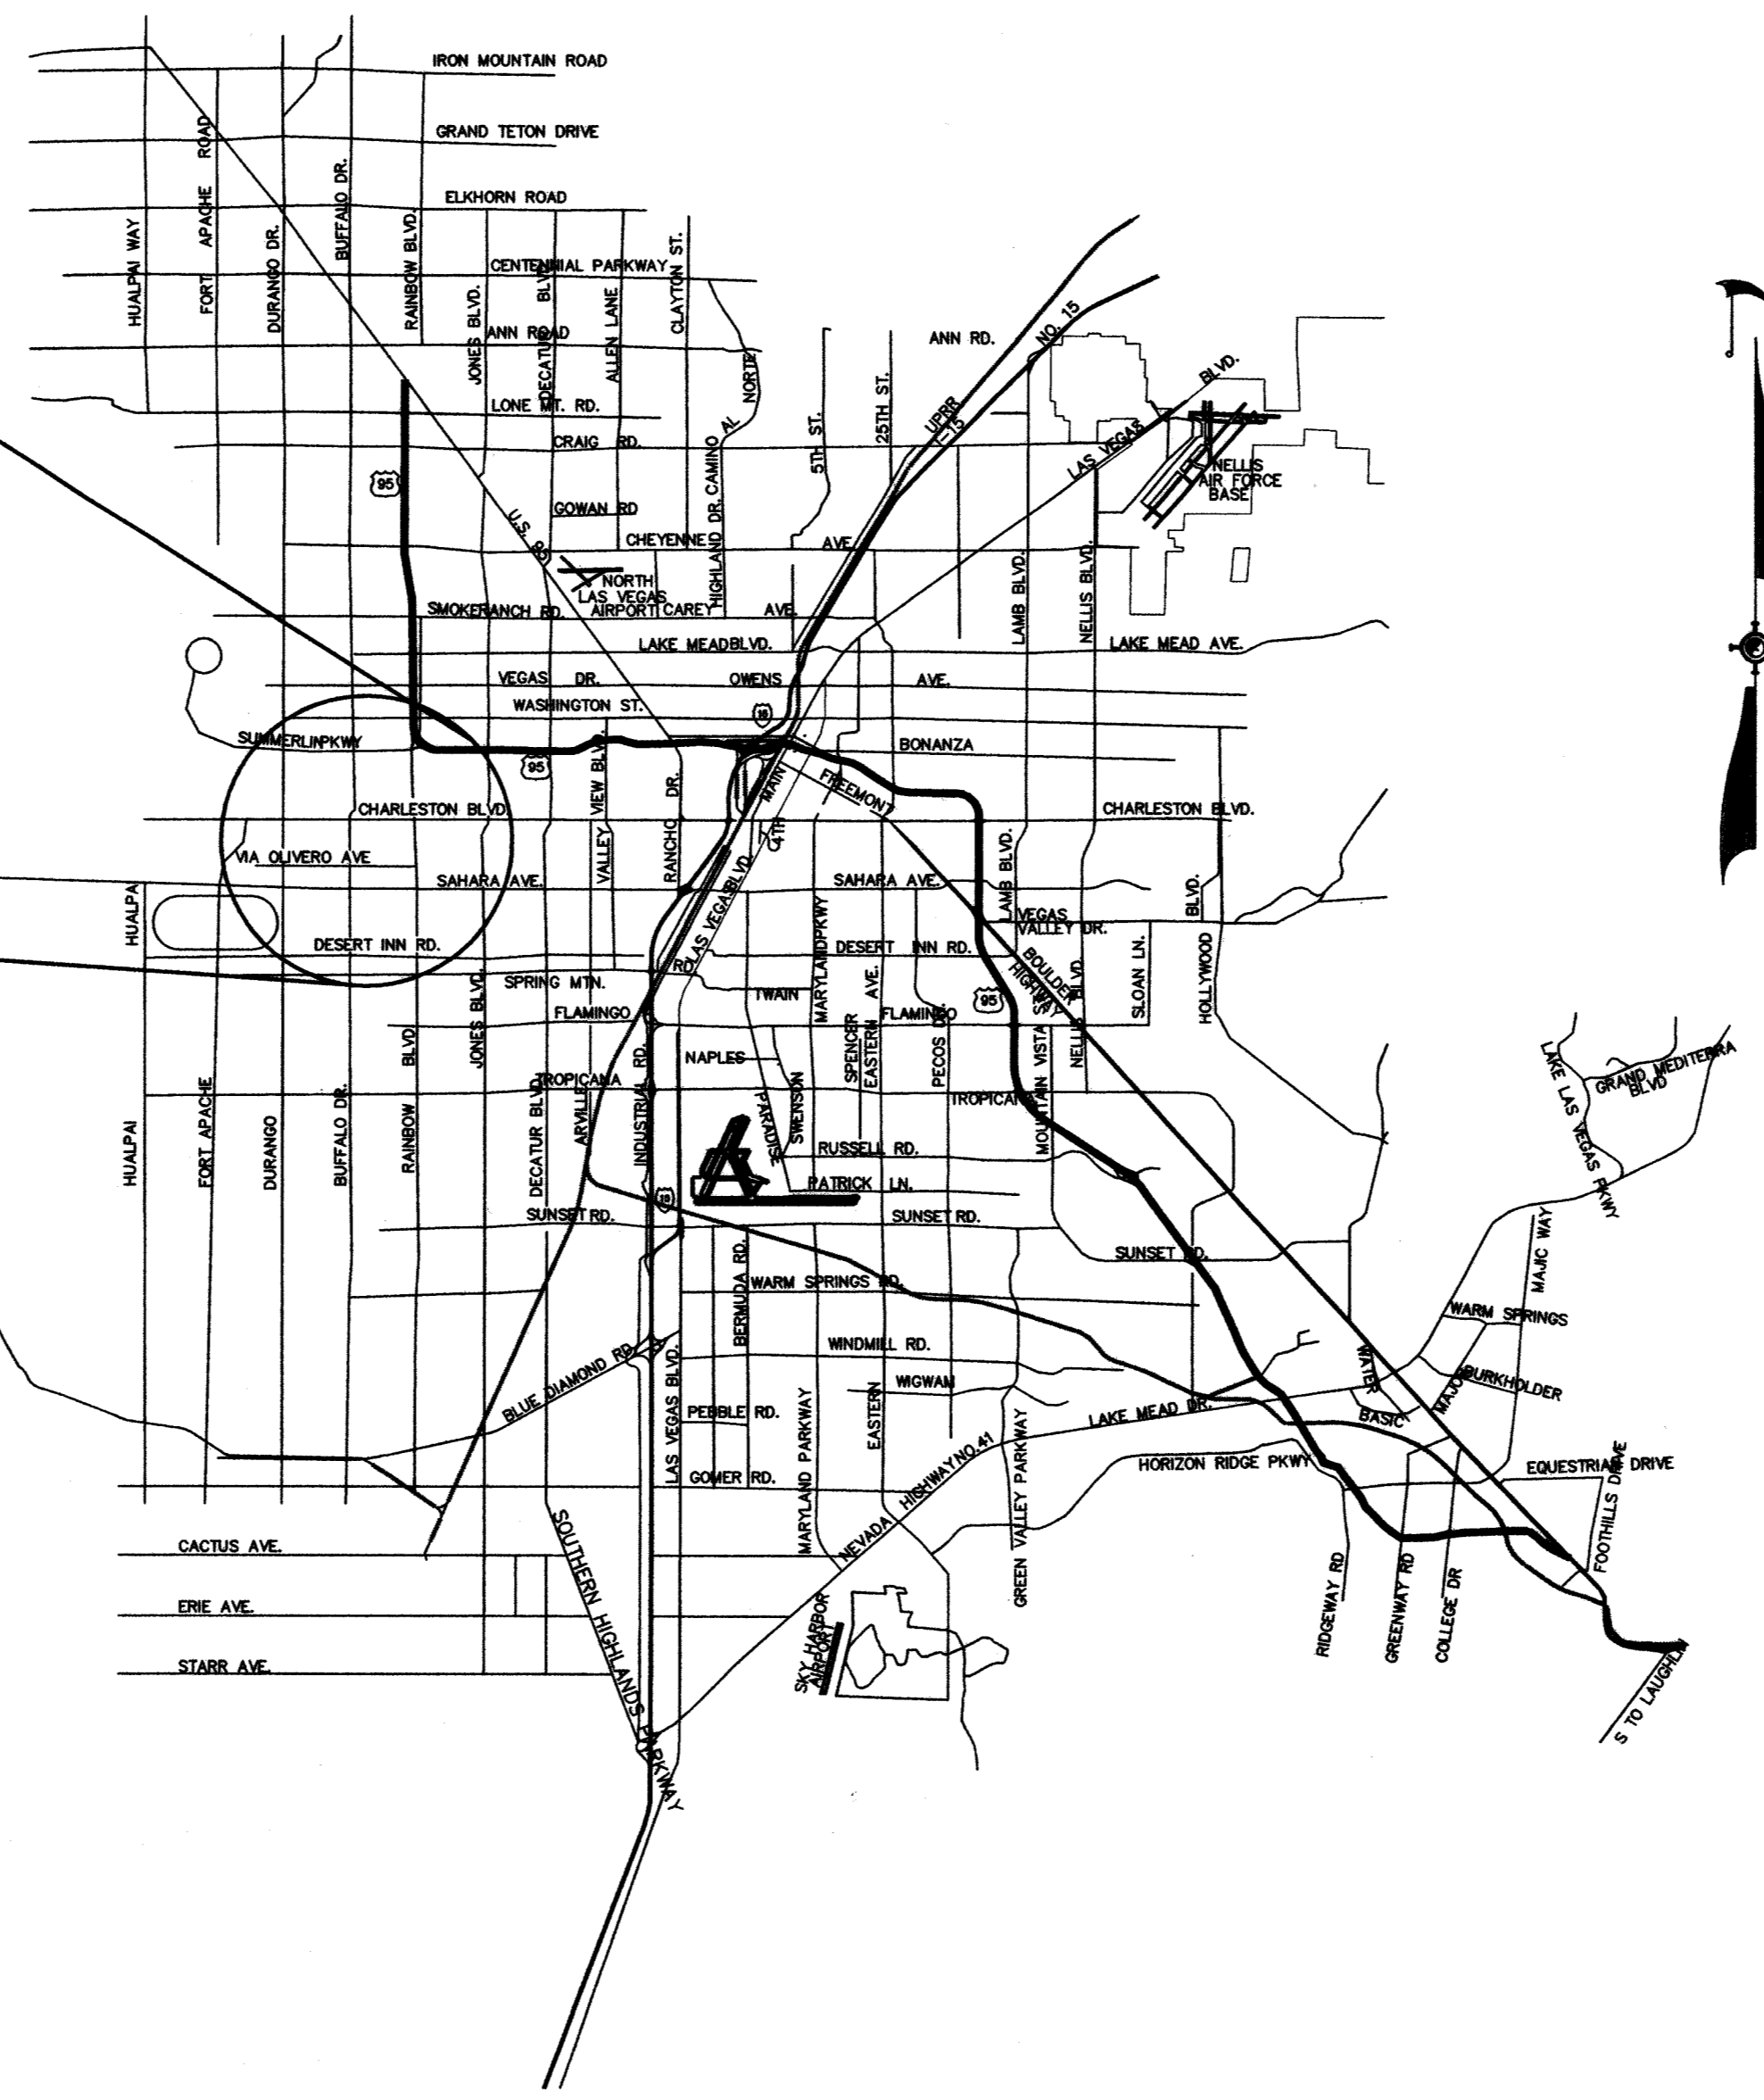 IRON MOUNTAIN ROAD
GRAND TETON DRIVE
ELKHORN ROAD
HUALPAI WAY
FORT APACHE ROAD
DURANGO DR.
BUFFALO DR.
RAINBOW BLVD.
CENTENNIAL PARKWAY
JONES BLVD.
DECATUR BLVD.
ALLEN LANE
CLAYTON ST.
ANN ROAD
ANN RD.
NO. 15
BLVD.
LAS VEGAS
NORTE
AL
CAMINO
HIGHLAND DR.
LONE MT. RD.
CRAIG RD.
5TH ST.
25TH ST.
UPRR
I-15
95
NELLIS
AIR FORCE
BASE
GOWAN RD
U.S. 95
CHEYENNE
AVE
NORTH
LAS VEGAS
AIRPORT
SMOKERANCH RD.
CAREY
AVE.
LAMB BLVD.
NELLIS BLVD.
LAKE MEAD BLVD.
LAKE MEAD AVE.
VEGAS DR.
OWENS
AVE.
WASHINGTON ST.
15
SUMMERLIN PKWY
95
BONANZA
VALLEY VIEW BLVD.
RANCHO DR.
MAIN
FREEMONT
CHARLESTON BLVD.
CHARLESTON BLVD.
4TH
VIA OLIVERO AVE
LAS VEGAS BLVD.
SAHARA AVE.
SAHARA AVE.
LAMB BLVD.
HUALPAI
MARYLAND PKWY
VEGAS
VALLEY DR.
HOLLYWOOD BLVD.
DESERT INN RD.
DESERT INN RD.
SPRING MTN.
RD.
TWAIN
BOULDER
HIGHWAY
95
NELLIS BLVD.
SLOAN LN.
JONES BLVD.
FLAMINGO
FLAMINGO
EASTERN AVE.
SPENCER
PECOS DR.
NAPLES
INDUSTRIAL RD.
RAINBOW BLVD
MOUNTAIN VISTA ST
TROPICANA
TROPICANA
ARVILLE
DECATUR BLVD.
PARADISE
SWENSON
HUALPAI
FORT APACHE
DURANGO
BUFFALO DR.
RUSSELL RD.
PATRICK LN.
15
SUNSET RD.
SUNSET RD.
SUNSET RD.
LAKE LAS VEGAS PKWY
GRAND MEDITERRA
BLVD
MAJIC WAY
BERMUDA RD.
WARM SPRINGS RD.
WARM SPRINGS
WINDMILL RD.
BLUE DIAMOND RD.
WIGWAM
WATER
BURKHOLDER
MAJOR
BASIC
PEBBLE RD.
LAS VEGAS BLVD.
MARYLAND PARKWAY
EASTERN
LAKE MEAD DR.
GREEN VALLEY PARKWAY
NEVADA HIGHWAY NO. 41
GOMER RD.
HORIZON RIDGE PKWY
EQUESTRIAN DRIVE
FOOTHILLS DRIVE
CACTUS AVE.
ERIE AVE.
STARR AVE.
SOUTHERN HIGHLANDS PARKWAY
SKY HARBOR
AIRPORT
RIDGEWAY RD
GREENWAY RD
COLLEGE DR
S TO LAUGHLIN